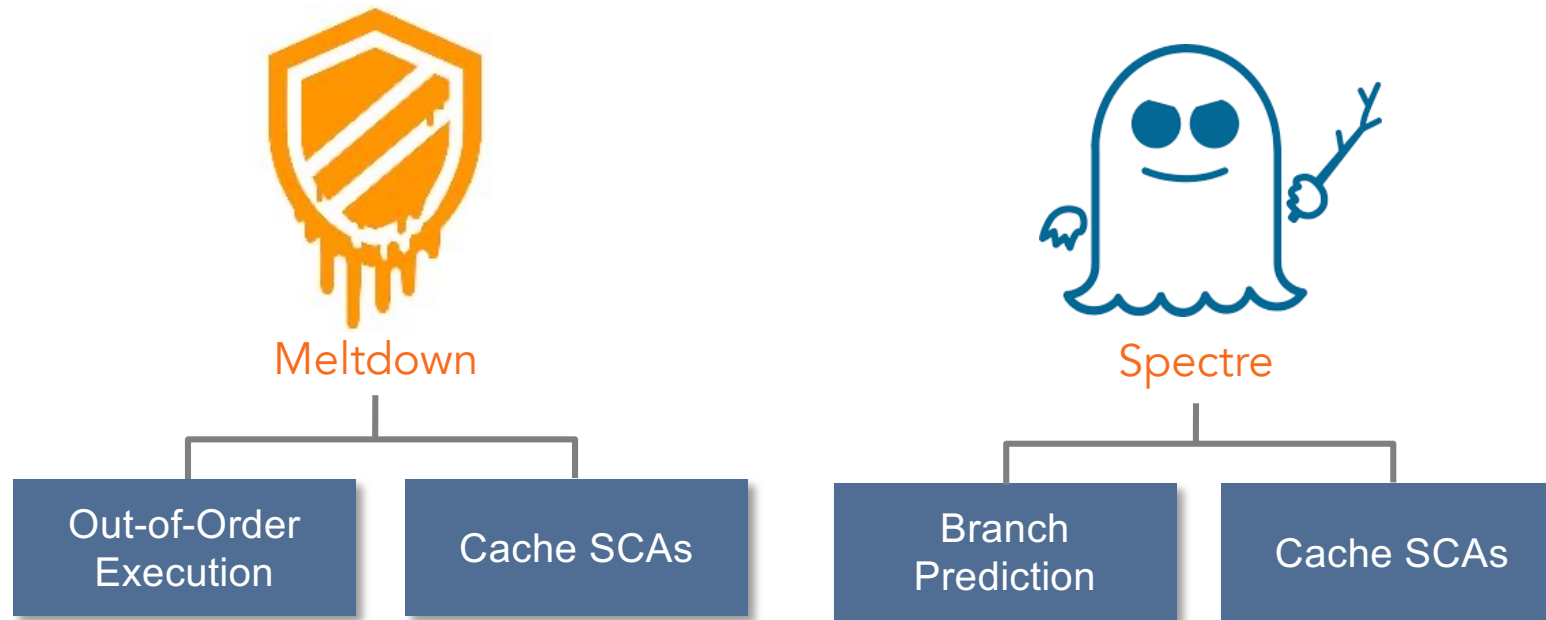 Meltdown
Out-of-Order
Execution
Cache SCAs
Spectre
Branch
Prediction
Cache SCAs